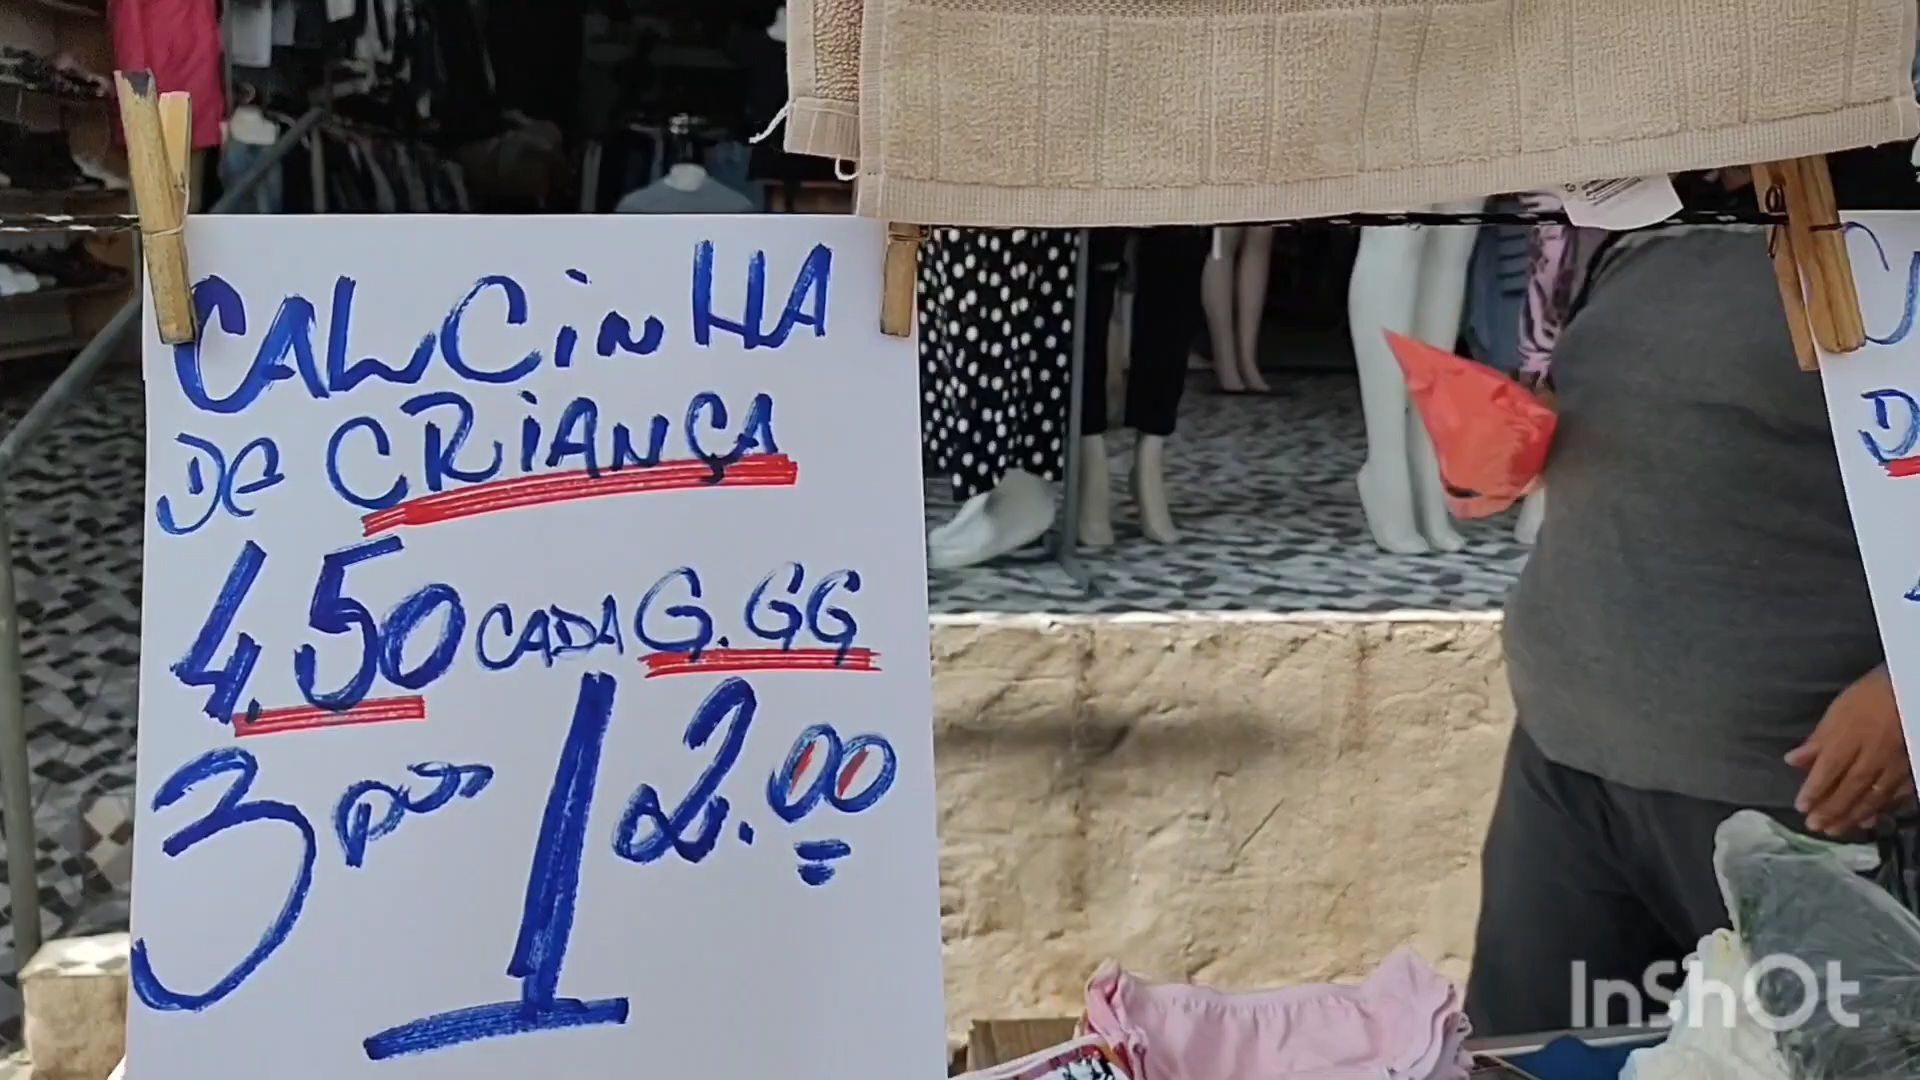 CALCINHA
DE CRIANÇA
4.50 CADA G.GG
3 POR 12.00
D
InShOt